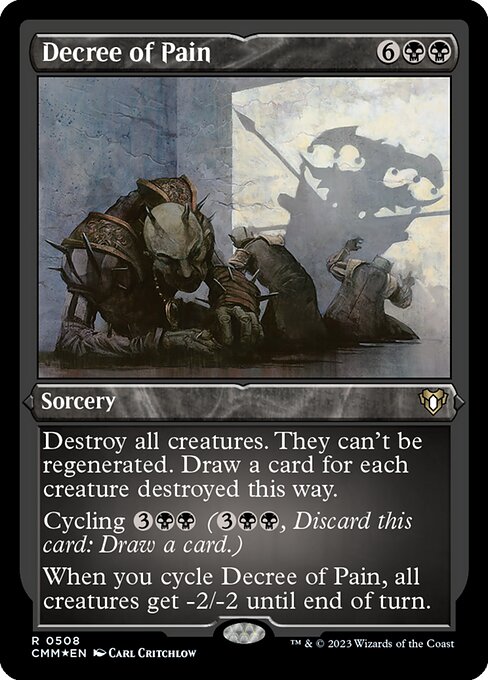 Decree of Pain 6
Sorcery
Destroy all creatures. They can't be
regenerated. Draw a card for each
creature destroyed this way.
Cycling 3 (3, Discard this
card: Draw a card.)
When you cycle Decree of Pain, all
creatures get -2/-2 until end of turn.
R 0508
CMM★EN Carl Critchlow
™ & © 2023 Wizards of the Coast